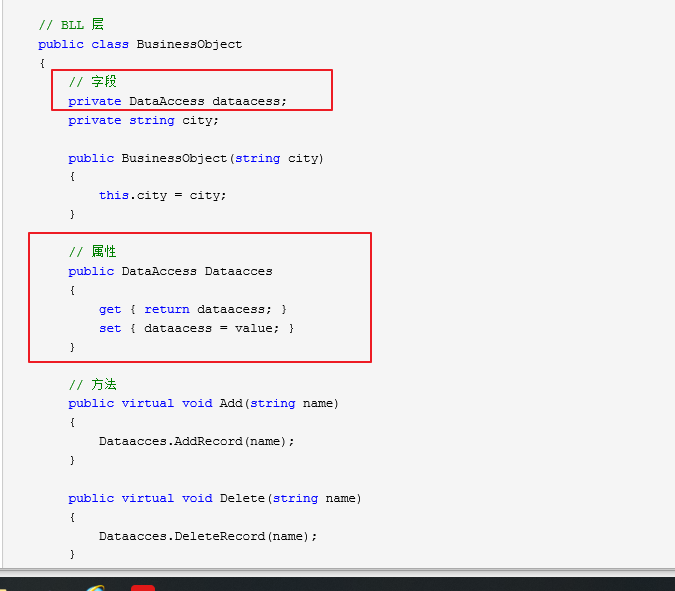 // BLL 层
public class BusinessObject
{
// 字段
private DataAccess dataacess;
private string city;
public BusinessObject(string city)
{
this.city = city;
}
// 属性
public DataAccess Dataacces
{
get { return dataacess; }
set { dataacess = value; }
}
// 方法
public virtual void Add(string name)
{
Dataacces.AddRecord(name);
}
public virtual void Delete(string name)
{
Dataacces.DeleteRecord(name);
}